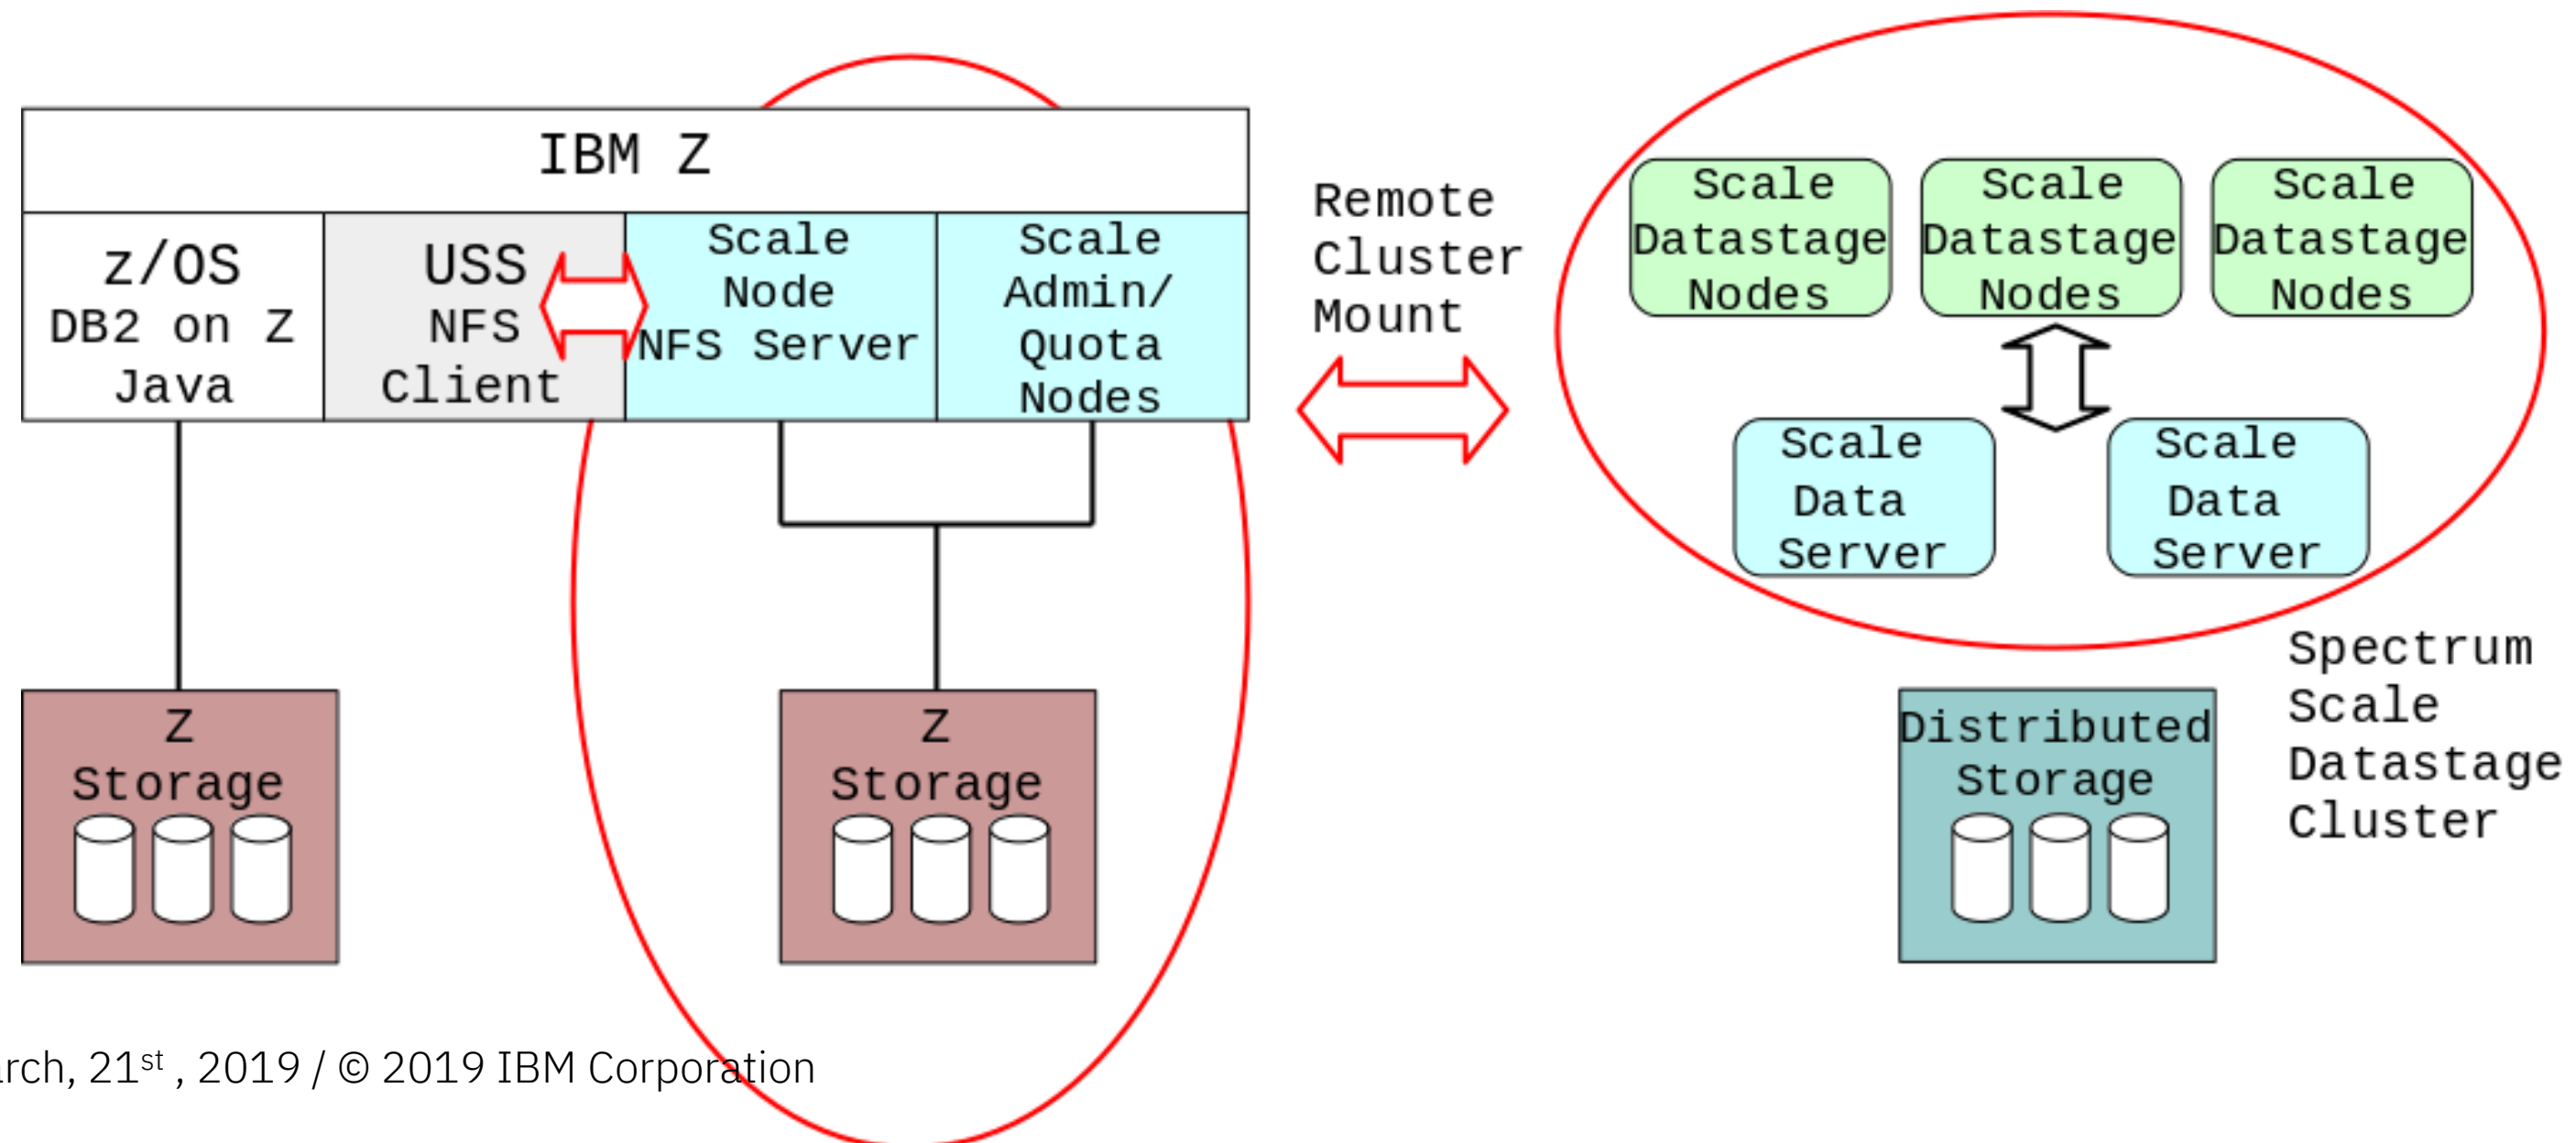 IBM Z
z/OS
DB2 on Z
Java
USS
NFS
Client
Scale
Node
NFS Server
Scale
Admin/
Quota
Nodes
Remote
Cluster
Mount
Scale
Datastage
Nodes
Scale
Datastage
Nodes
Scale
Datastage
Nodes
Scale
Data
Server
Scale
Data
Server
Spectrum
Scale
Datastage
Cluster
Z
Storage
Z
Storage
Distributed
Storage
rch, 21st , 2019 / © 2019 IBM Corporation